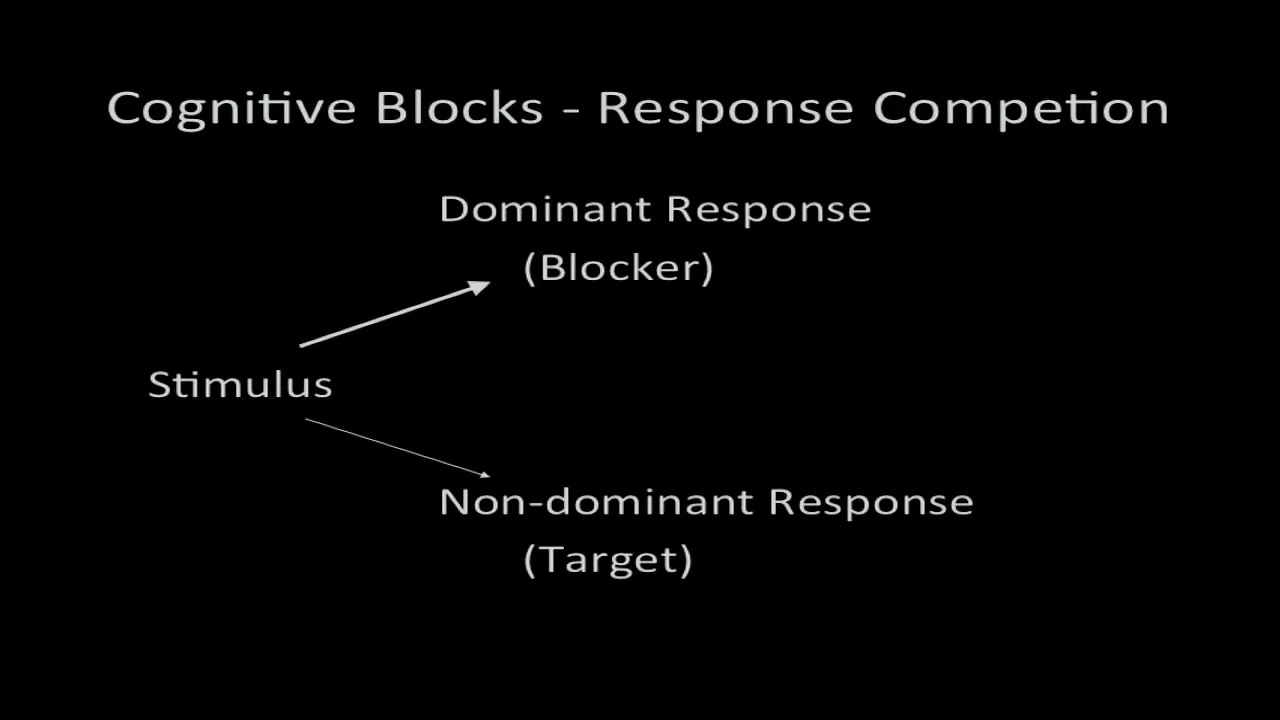 Cognitive Blocks - Response Competion
Dominant Response
(Blocker)
Stimulus
Non-dominant Response
(Target)